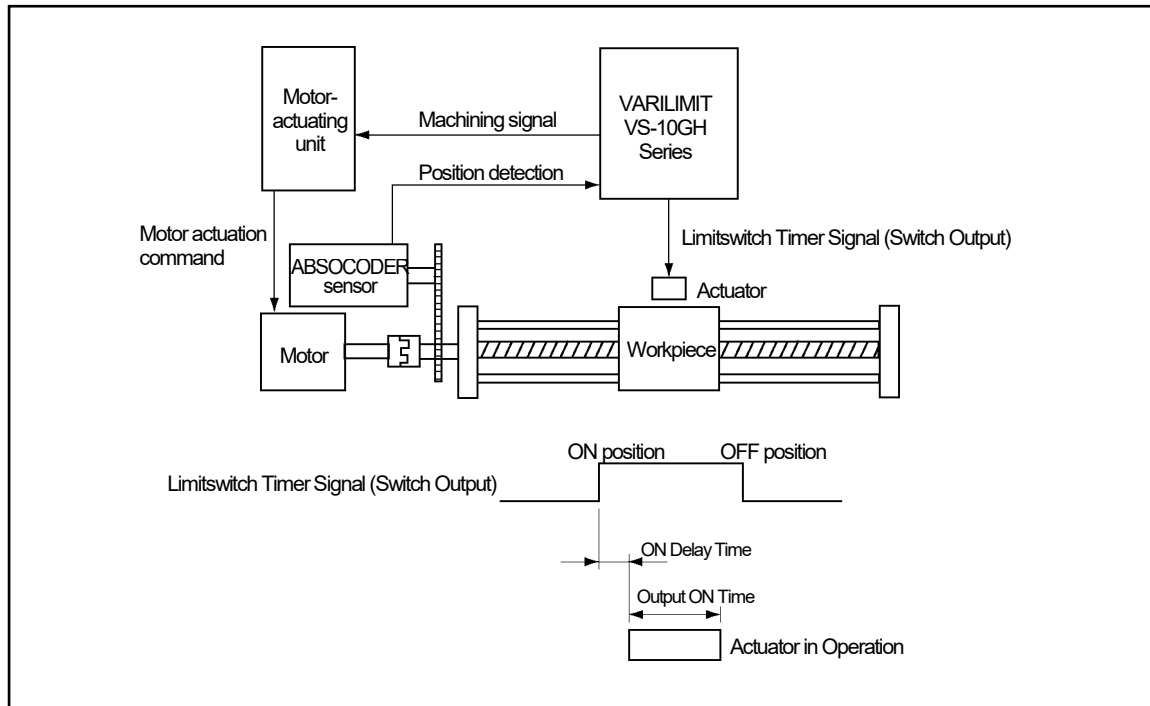 Motor-
actuating
unit
Machining signal
VARILIMIT
VS-10GH
Series
Position detection
Motor actuation
command
Limitswitch Timer Signal (Switch Output)
ABSOCODER
sensor
Actuator
Motor
Workpiece
ON position
OFF position
Limitswitch Timer Signal (Switch Output)
ON Delay Time
Output ON Time
Actuator in Operation